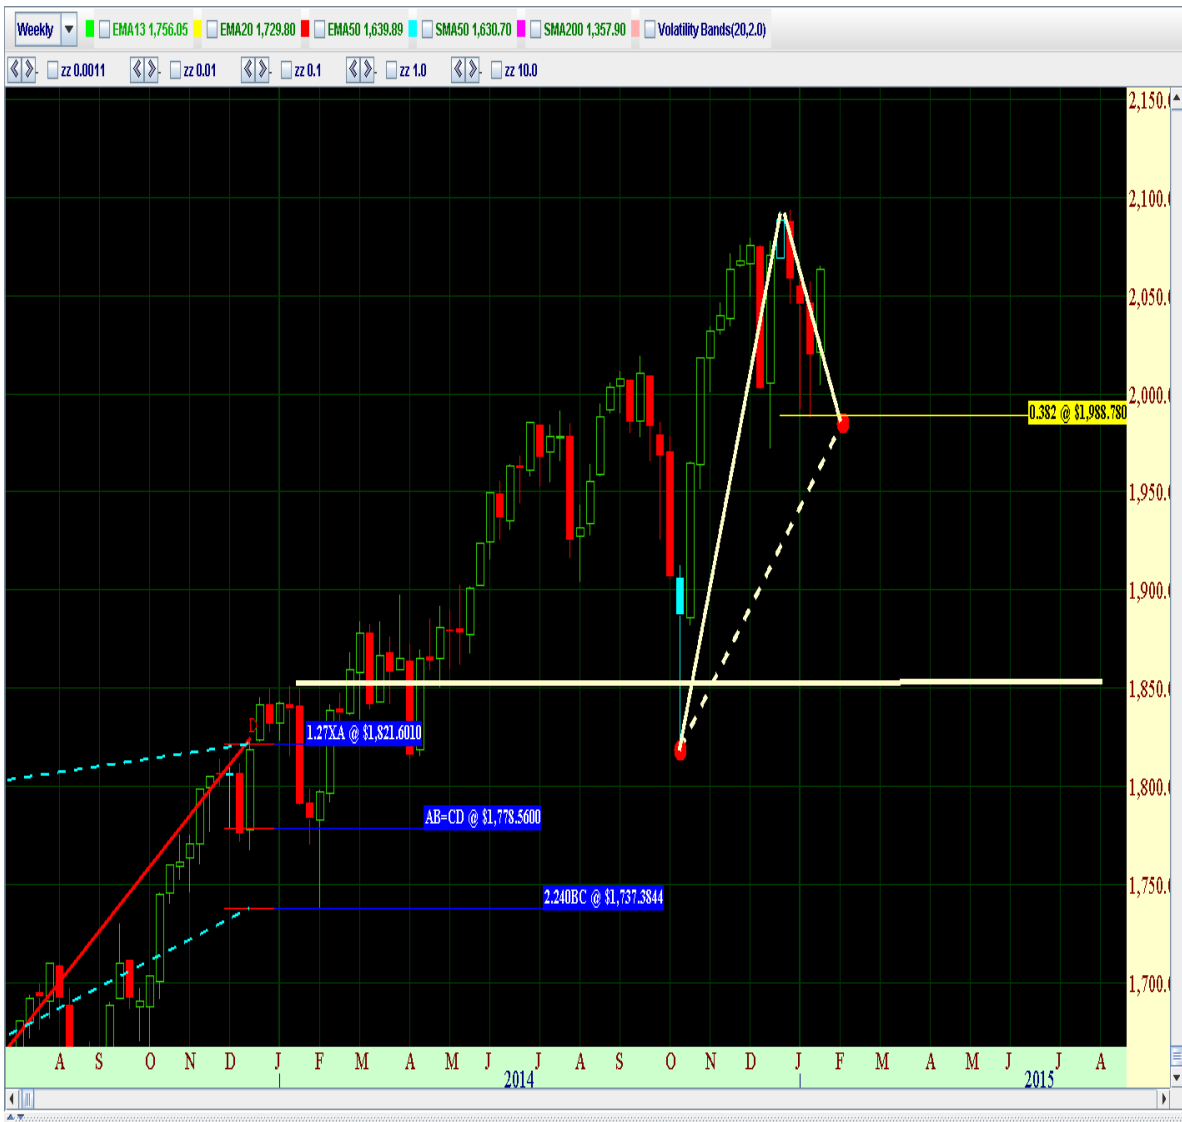 Weekly EMA13 1,756.05 EMA20 1,729.80 EMA50 1,639.89 SMA50 1,630.70 SMA200 1,357.90 Volatility Bands(20,2.0)
zz 0.0011 zz 0.01 zz 0.1 zz 1.0 zz 10.0
2,150.
2,100.
2,050.
2,000.
0.382 @ $1,988.780
1,950.
1,900.
1,850.
D
1.27XA @ $1,821.6010
1,800.
AB=CD @ $1,778.5600
1,750.
2.240BC @ $1,737.3844
1,700.
A S O N D J F M A M J J A S O N D J F M A M J J A
2014 2015